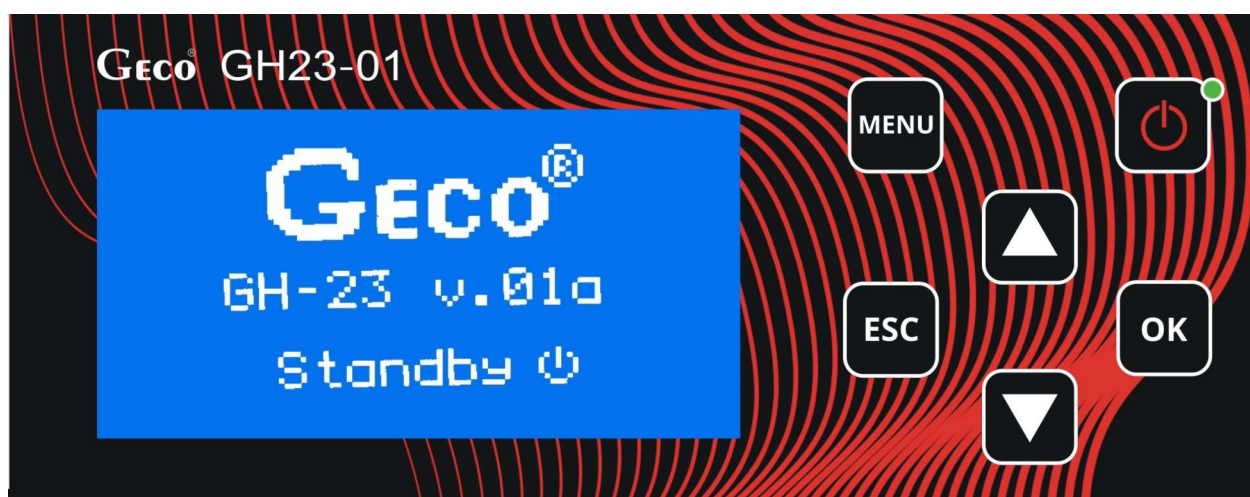 GECO® GH23-01
GECO®
GH-23 v.01a
Standby
MENU
ESC
OK